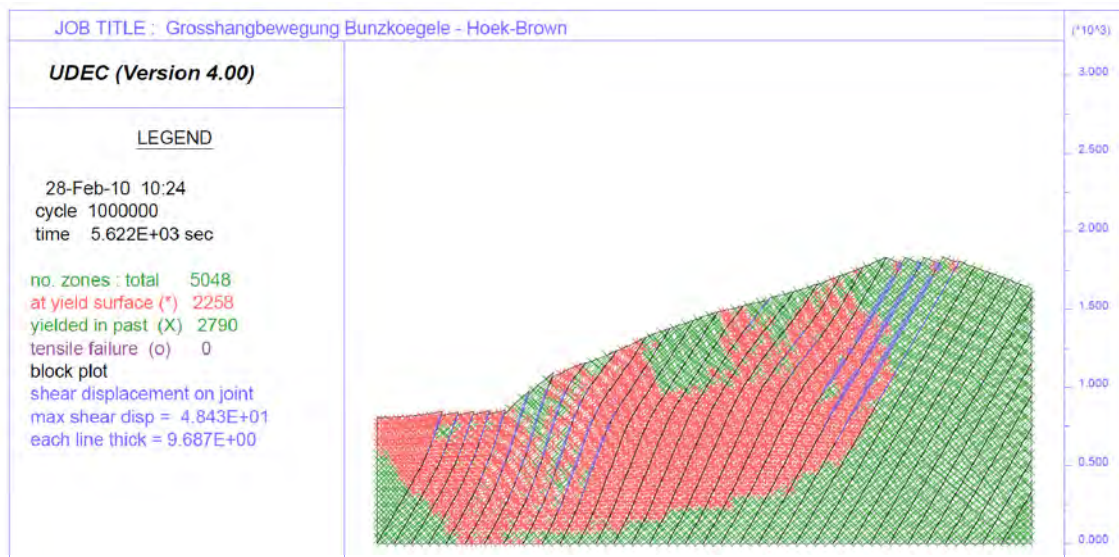 JOB TITLE : Grosshangbewegung Bunzkoegele - Hoek-Brown
(*10^3)
UDEC (Version 4.00)
LEGEND
28-Feb-10 10:24
cycle 1000000
time 5.622E+03 sec
no. zones : total 5048
at yield surface (*) 2258
yielded in past (X) 2790
tensile failure (o) 0
block plot
shear displacement on joint
max shear disp = 4.843E+01
each line thick = 9.687E+00
3.000
2.500
2.000
1.500
1.000
0.500
0.000